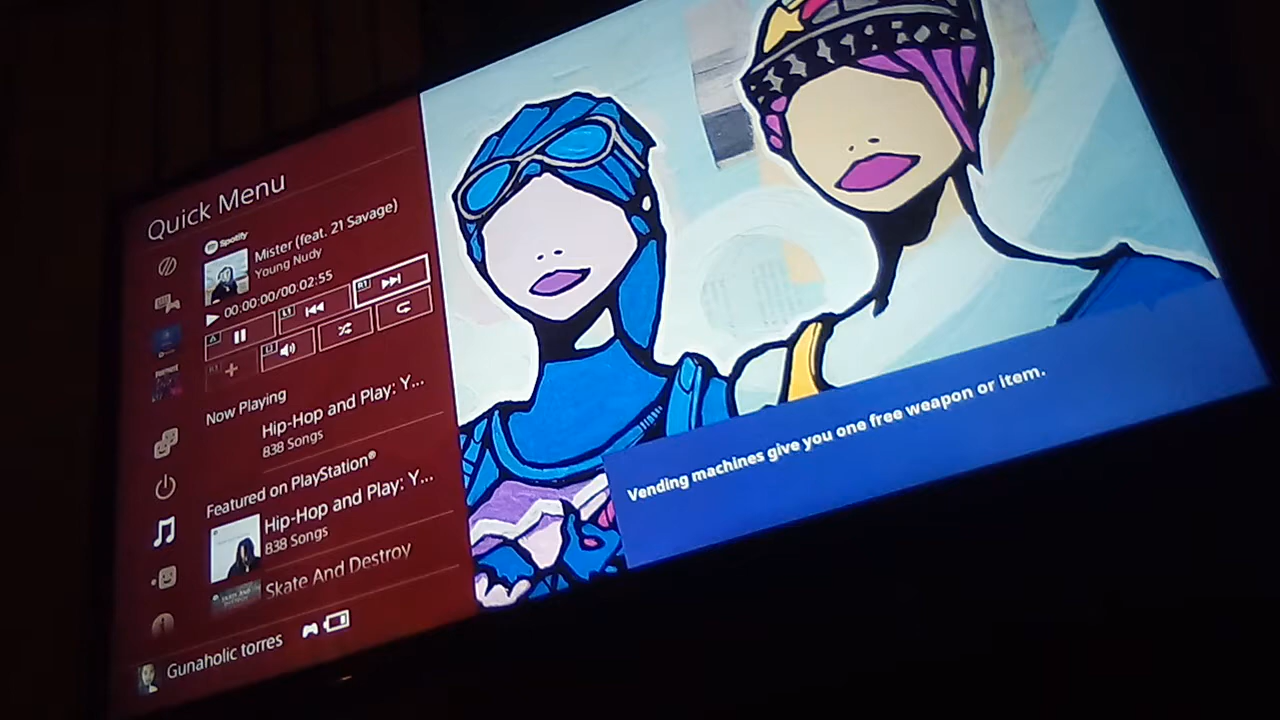 Quick Menu
Spotify
Mister (feat. 21 Savage)
Young Nudy
00:00:00/00:02:55
L1
R1
Now Playing
Hip-Hop and Play: Y...
838 Songs
Featured on PlayStation®
Hip-Hop and Play: Y...
838 Songs
Skate And Destroy
Gunaholic torres
Vending machines give you one free weapon or item.